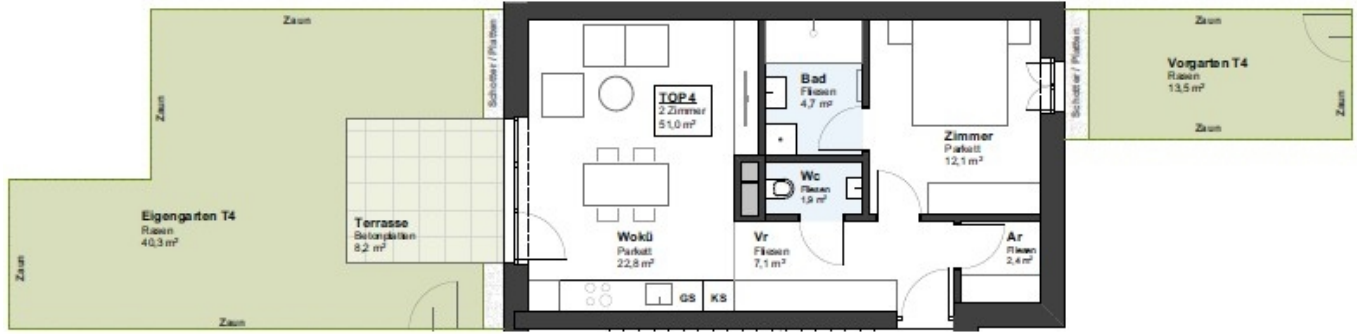 Zaun
Zaun
Zaun
Zaun
Eigengarten T4
Rasen
40,3 m²
Schotter / Platten
Terrasse
Betonplatten
8,2 m²
TOP4
2 Zimmer
51,0 m²
Wokü
Parkett
22,8 m²
GS
KS
Bad
Fliesen
4,7 m²
Wc
Fliesen
1,9 m²
Vr
Fliesen
7,1 m²
Zimmer
Parkett
12,1 m²
Ar
Fliesen
2,4 m²
Schotter / Platten
Zaun
Vorgarten T4
Rasen
13,5 m²
Zaun
Zaun